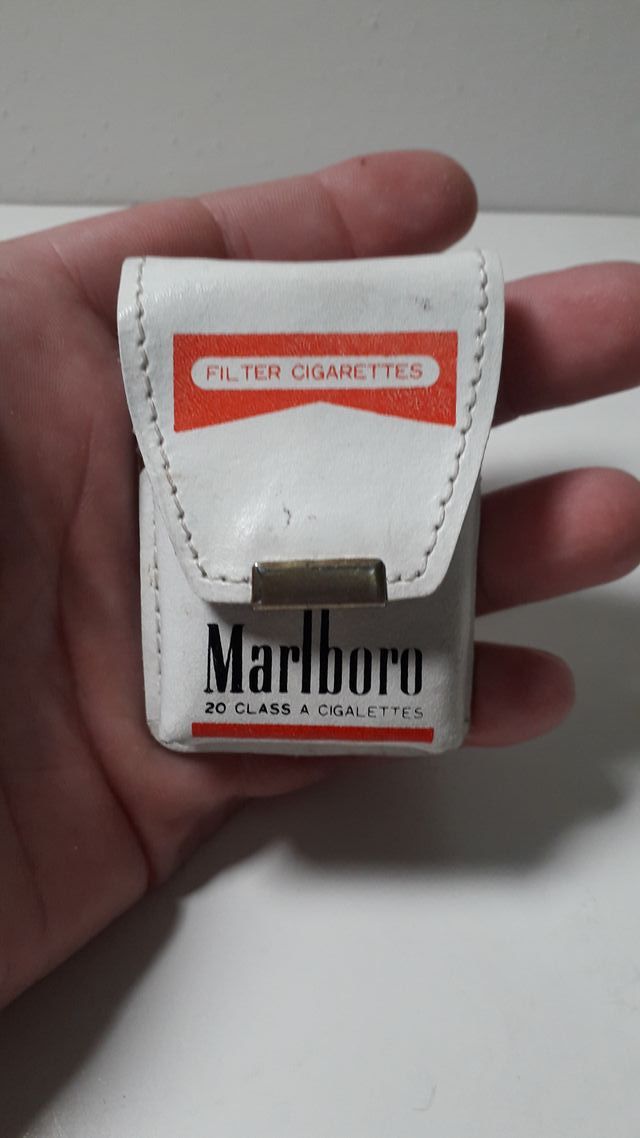 FILTER CIGARETTES
Marlboro
20 CLASS A CIGALETTES